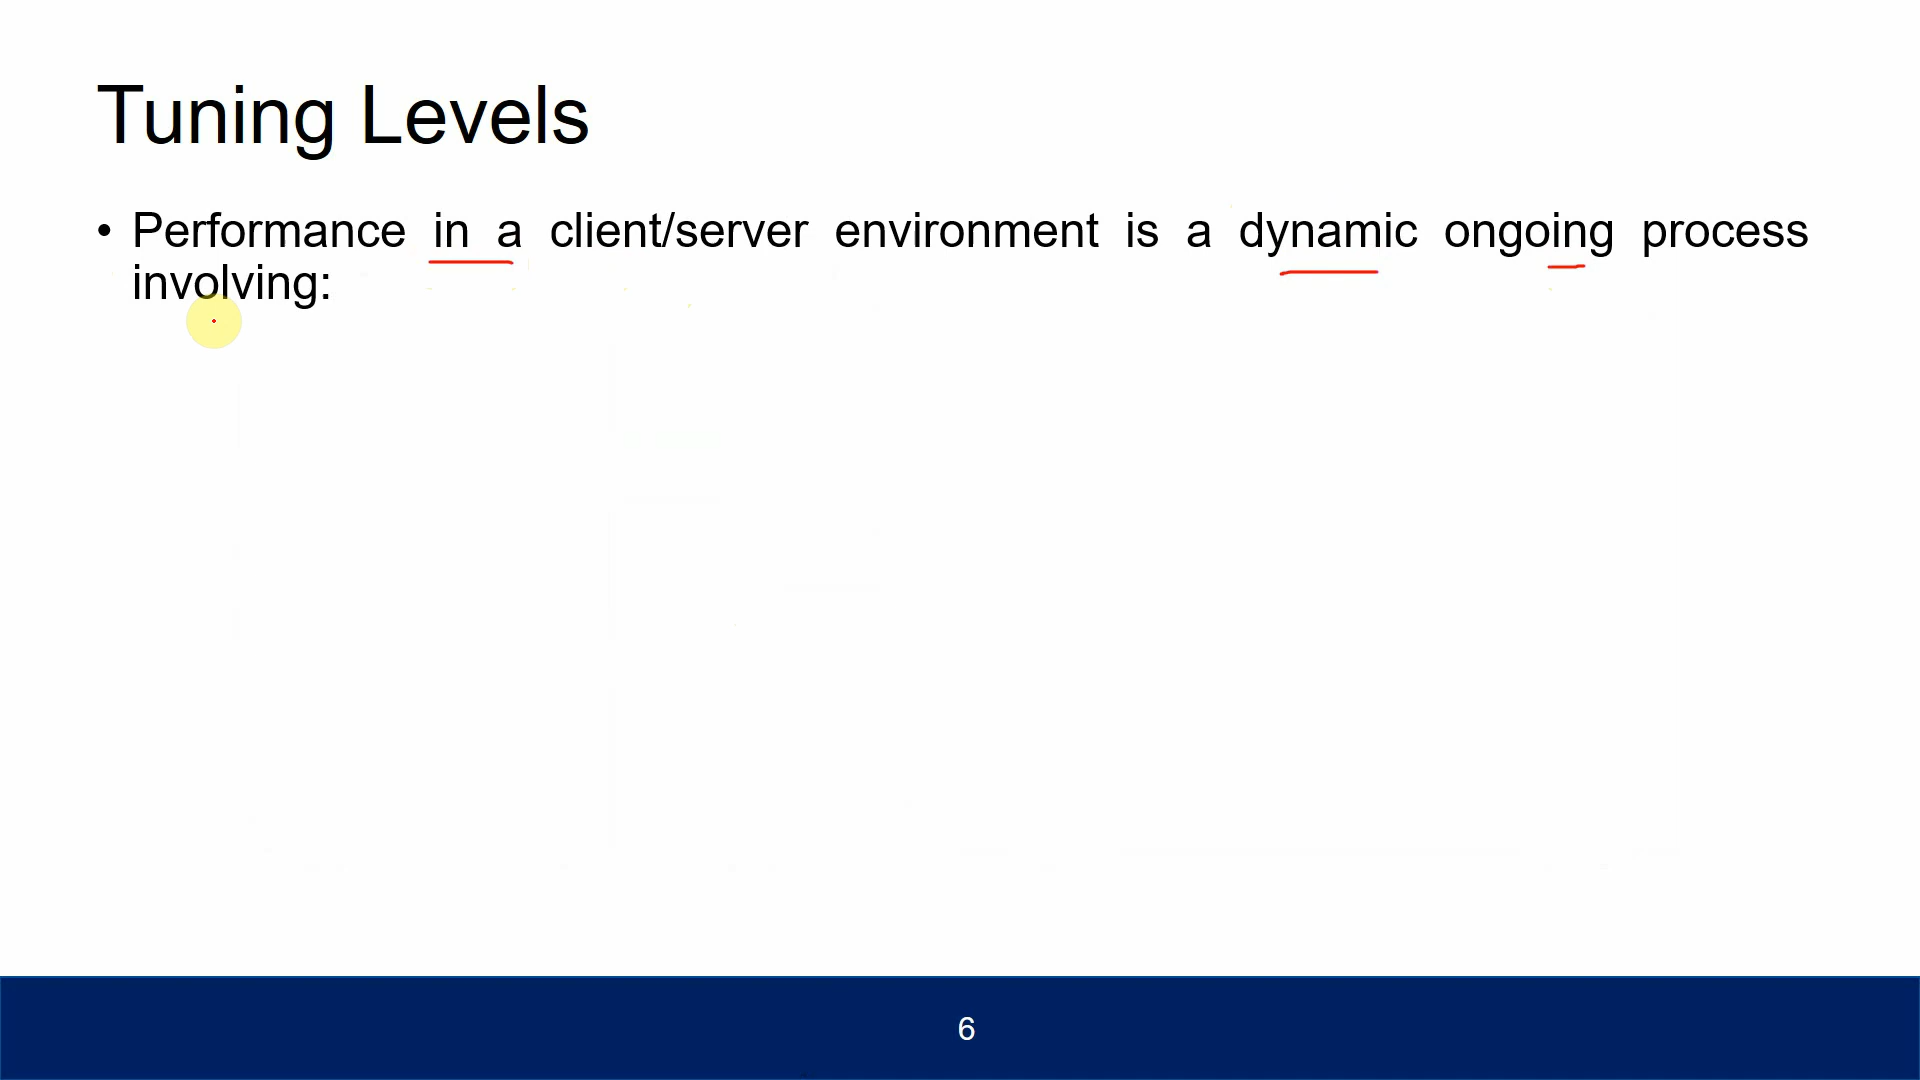 Tuning Levels
• Performance in a client/server environment is a dynamic ongoing process
involving:
6